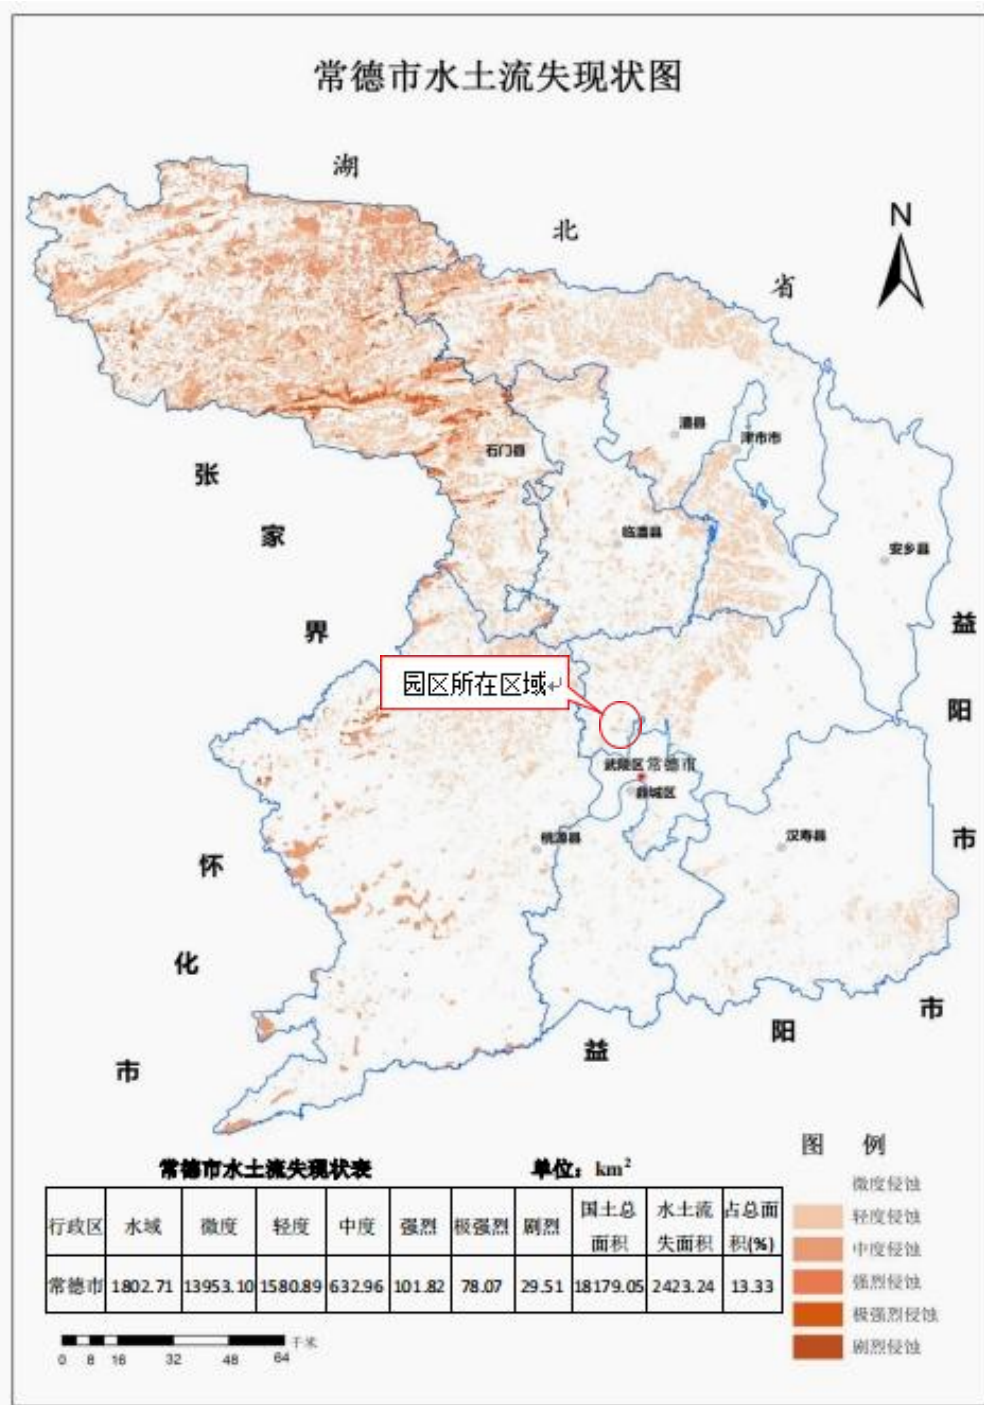 常德市水土流失现状图
湖
北
省
N
张
家
界
石门县
澧县
津市市
临澧县
安乡县
益
阳
市
园区所在区域↵
武陵区
常德市
鼎城区
桃源县
汉寿县
怀
化
市
益
阳
市
常德市水土流失现状表 单位：km²
行政区 水域 微度 轻度 中度 强烈 极强烈 剧烈 国土总面积 水土流失面积 占总面积(%)
常德市 1802.71 13953.10 1580.89 632.96 101.82 78.07 29.51 18179.05 2423.24 13.33
0 8 16 32 48 64 千米
图 例
微度侵蚀
轻度侵蚀
中度侵蚀
强烈侵蚀
极强烈侵蚀
剧烈侵蚀